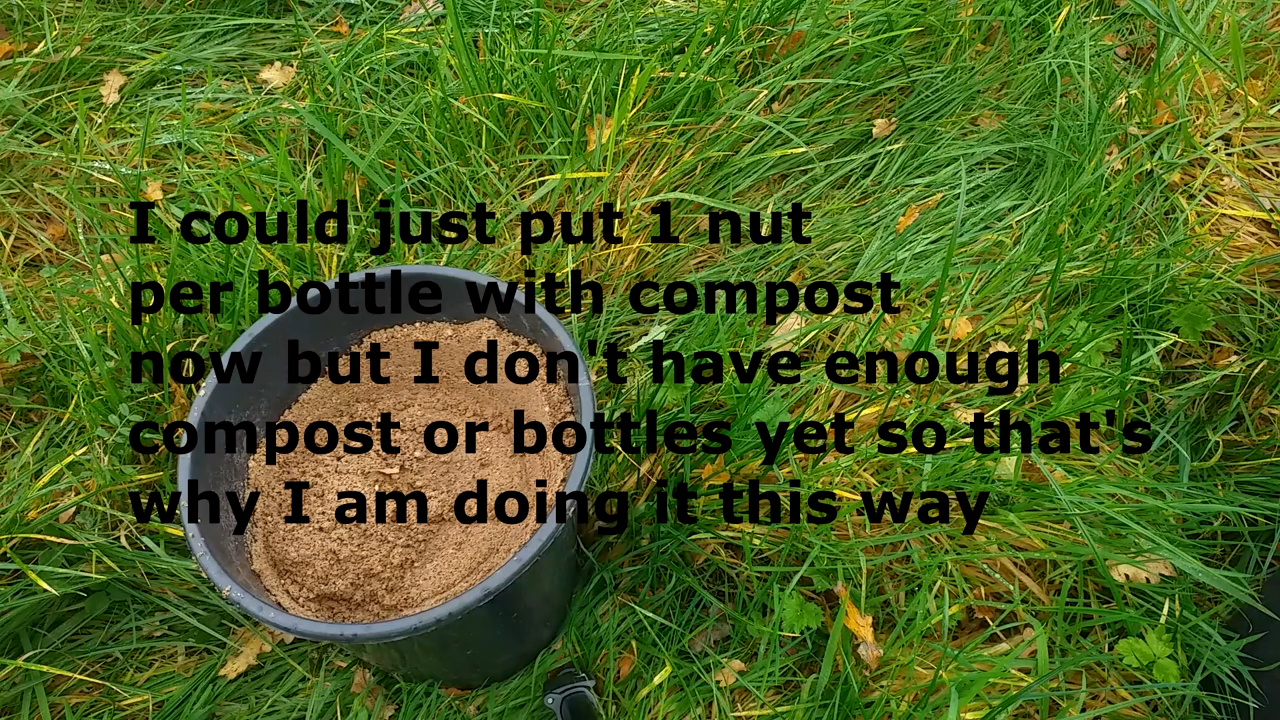 I could just put 1 nut
per bottle with compost
now but I don't have enough
compost or bottles yet so that's
why I am doing it this way